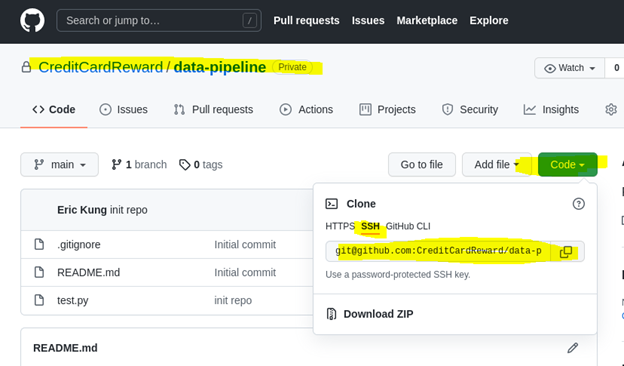 Search or jump to… / Pull requests Issues Marketplace Explore
CreditCardReward / data-pipeline Private Watch 0
Code Issues Pull requests Actions Projects Security Insights
main 1 branch 0 tags Go to file Add file Code
Eric Kung init repo
Clone
HTTPS SSH GitHub CLI
.gitignore Initial commit
git@github.com:CreditCardReward/data-p
README.md Initial commit
Use a password-protected SSH key.
test.py init repo
Download ZIP
README.md